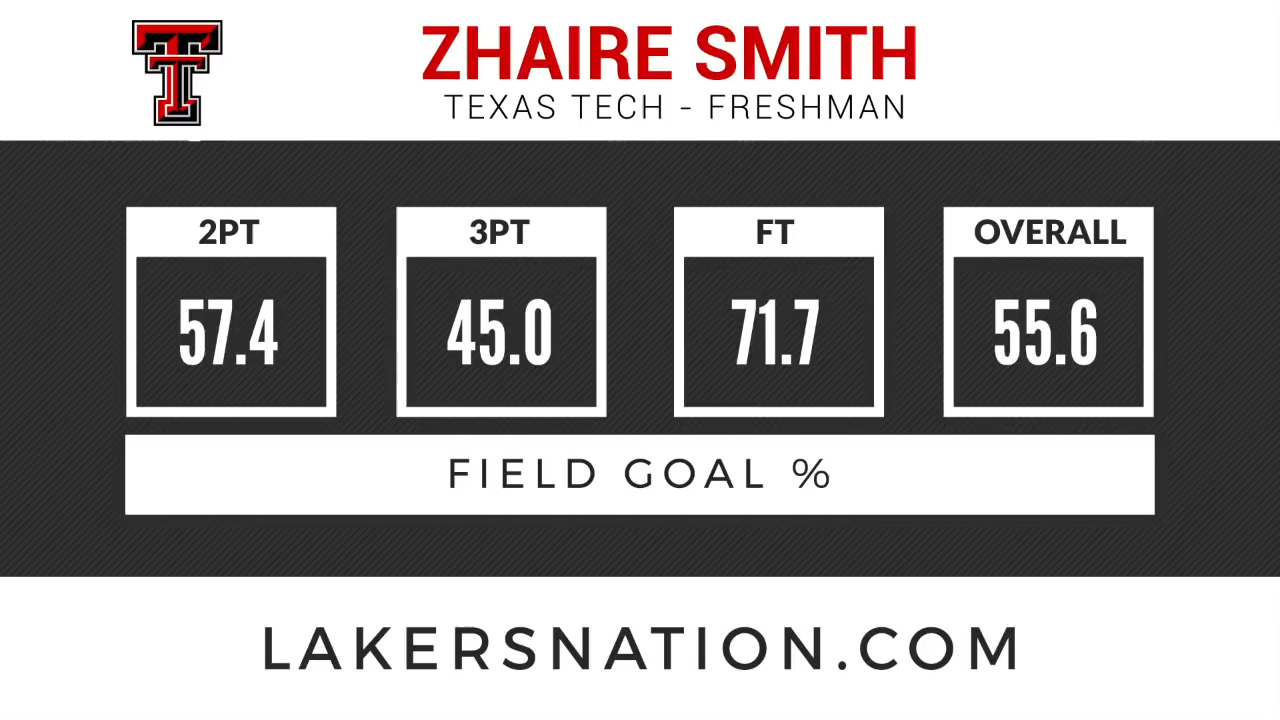 ZHAIRE SMITH
TEXAS TECH - FRESHMAN
2PT 3PT FT OVERALL
57.4 45.0 71.7 55.6
FIELD GOAL %
LAKERSNATION.COM